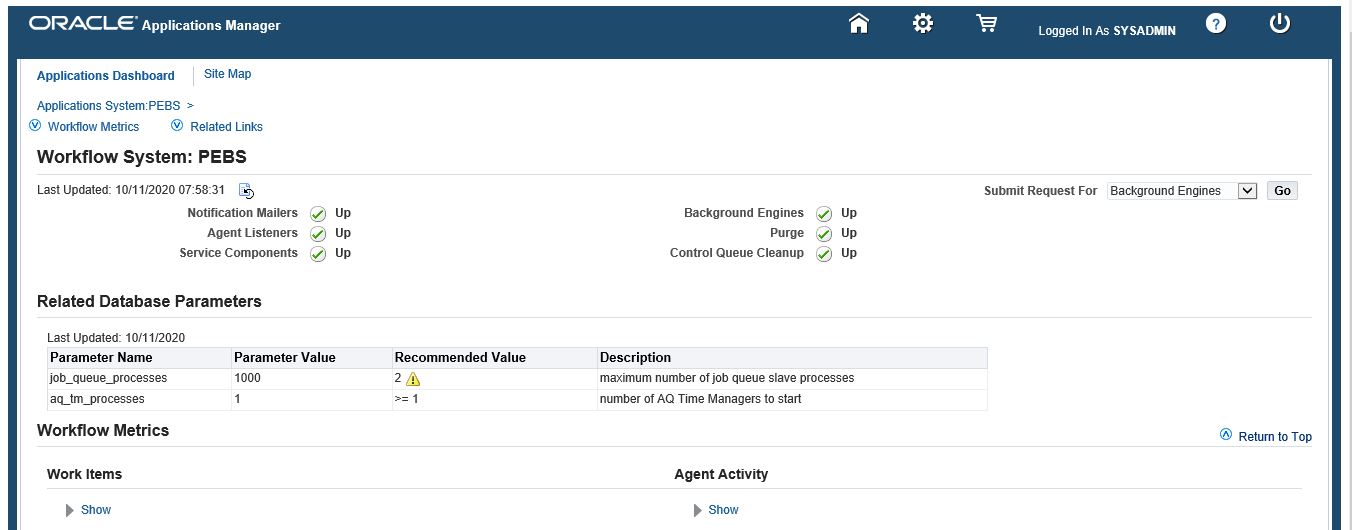 ORACLE Applications Manager
Logged In As SYSADMIN ?
Applications Dashboard Site Map
Applications System:PEBS >
Workflow Metrics Related Links
Workflow System: PEBS
Last Updated: 10/11/2020 07:58:31 Submit Request For Background Engines Go
Notification Mailers Up Background Engines Up
Agent Listeners Up Purge Up
Service Components Up Control Queue Cleanup Up
Related Database Parameters
Last Updated: 10/11/2020
Parameter Name Parameter Value Recommended Value Description
job_queue_processes 1000 2 maximum number of job queue slave processes
aq_tm_processes 1 >= 1 number of AQ Time Managers to start
Workflow Metrics
Return to Top
Work Items Agent Activity
Show Show